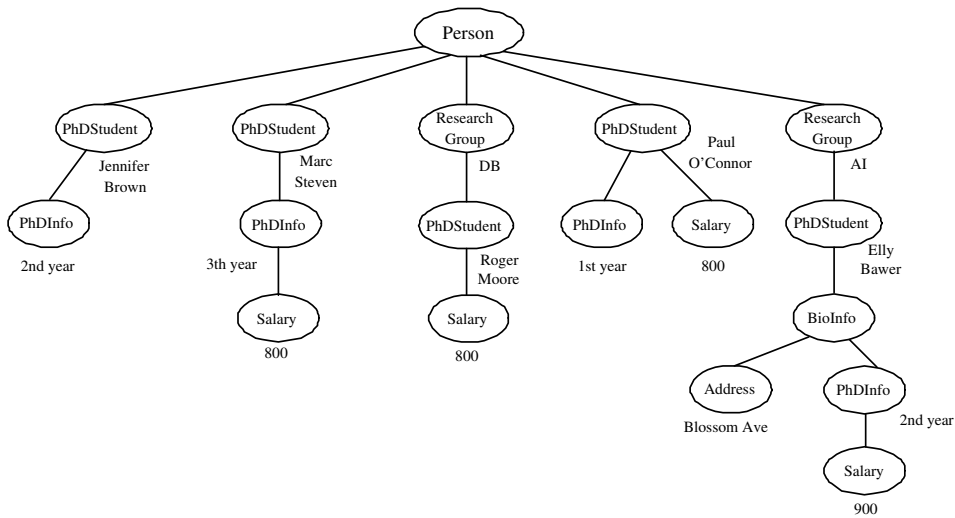 Person
PhDStudent
PhDStudent
Research
Group
PhDStudent
Research
Group
Jennifer
Brown
Marc
Steven
DB
Paul
O'Connor
AI
PhDInfo
PhDInfo
PhDStudent
PhDInfo
Salary
PhDStudent
2nd year
3th year
Roger
Moore
1st year
800
Elly
Bawer
Salary
Salary
BioInfo
800
800
Address
PhDInfo
Blossom Ave
2nd year
Salary
900